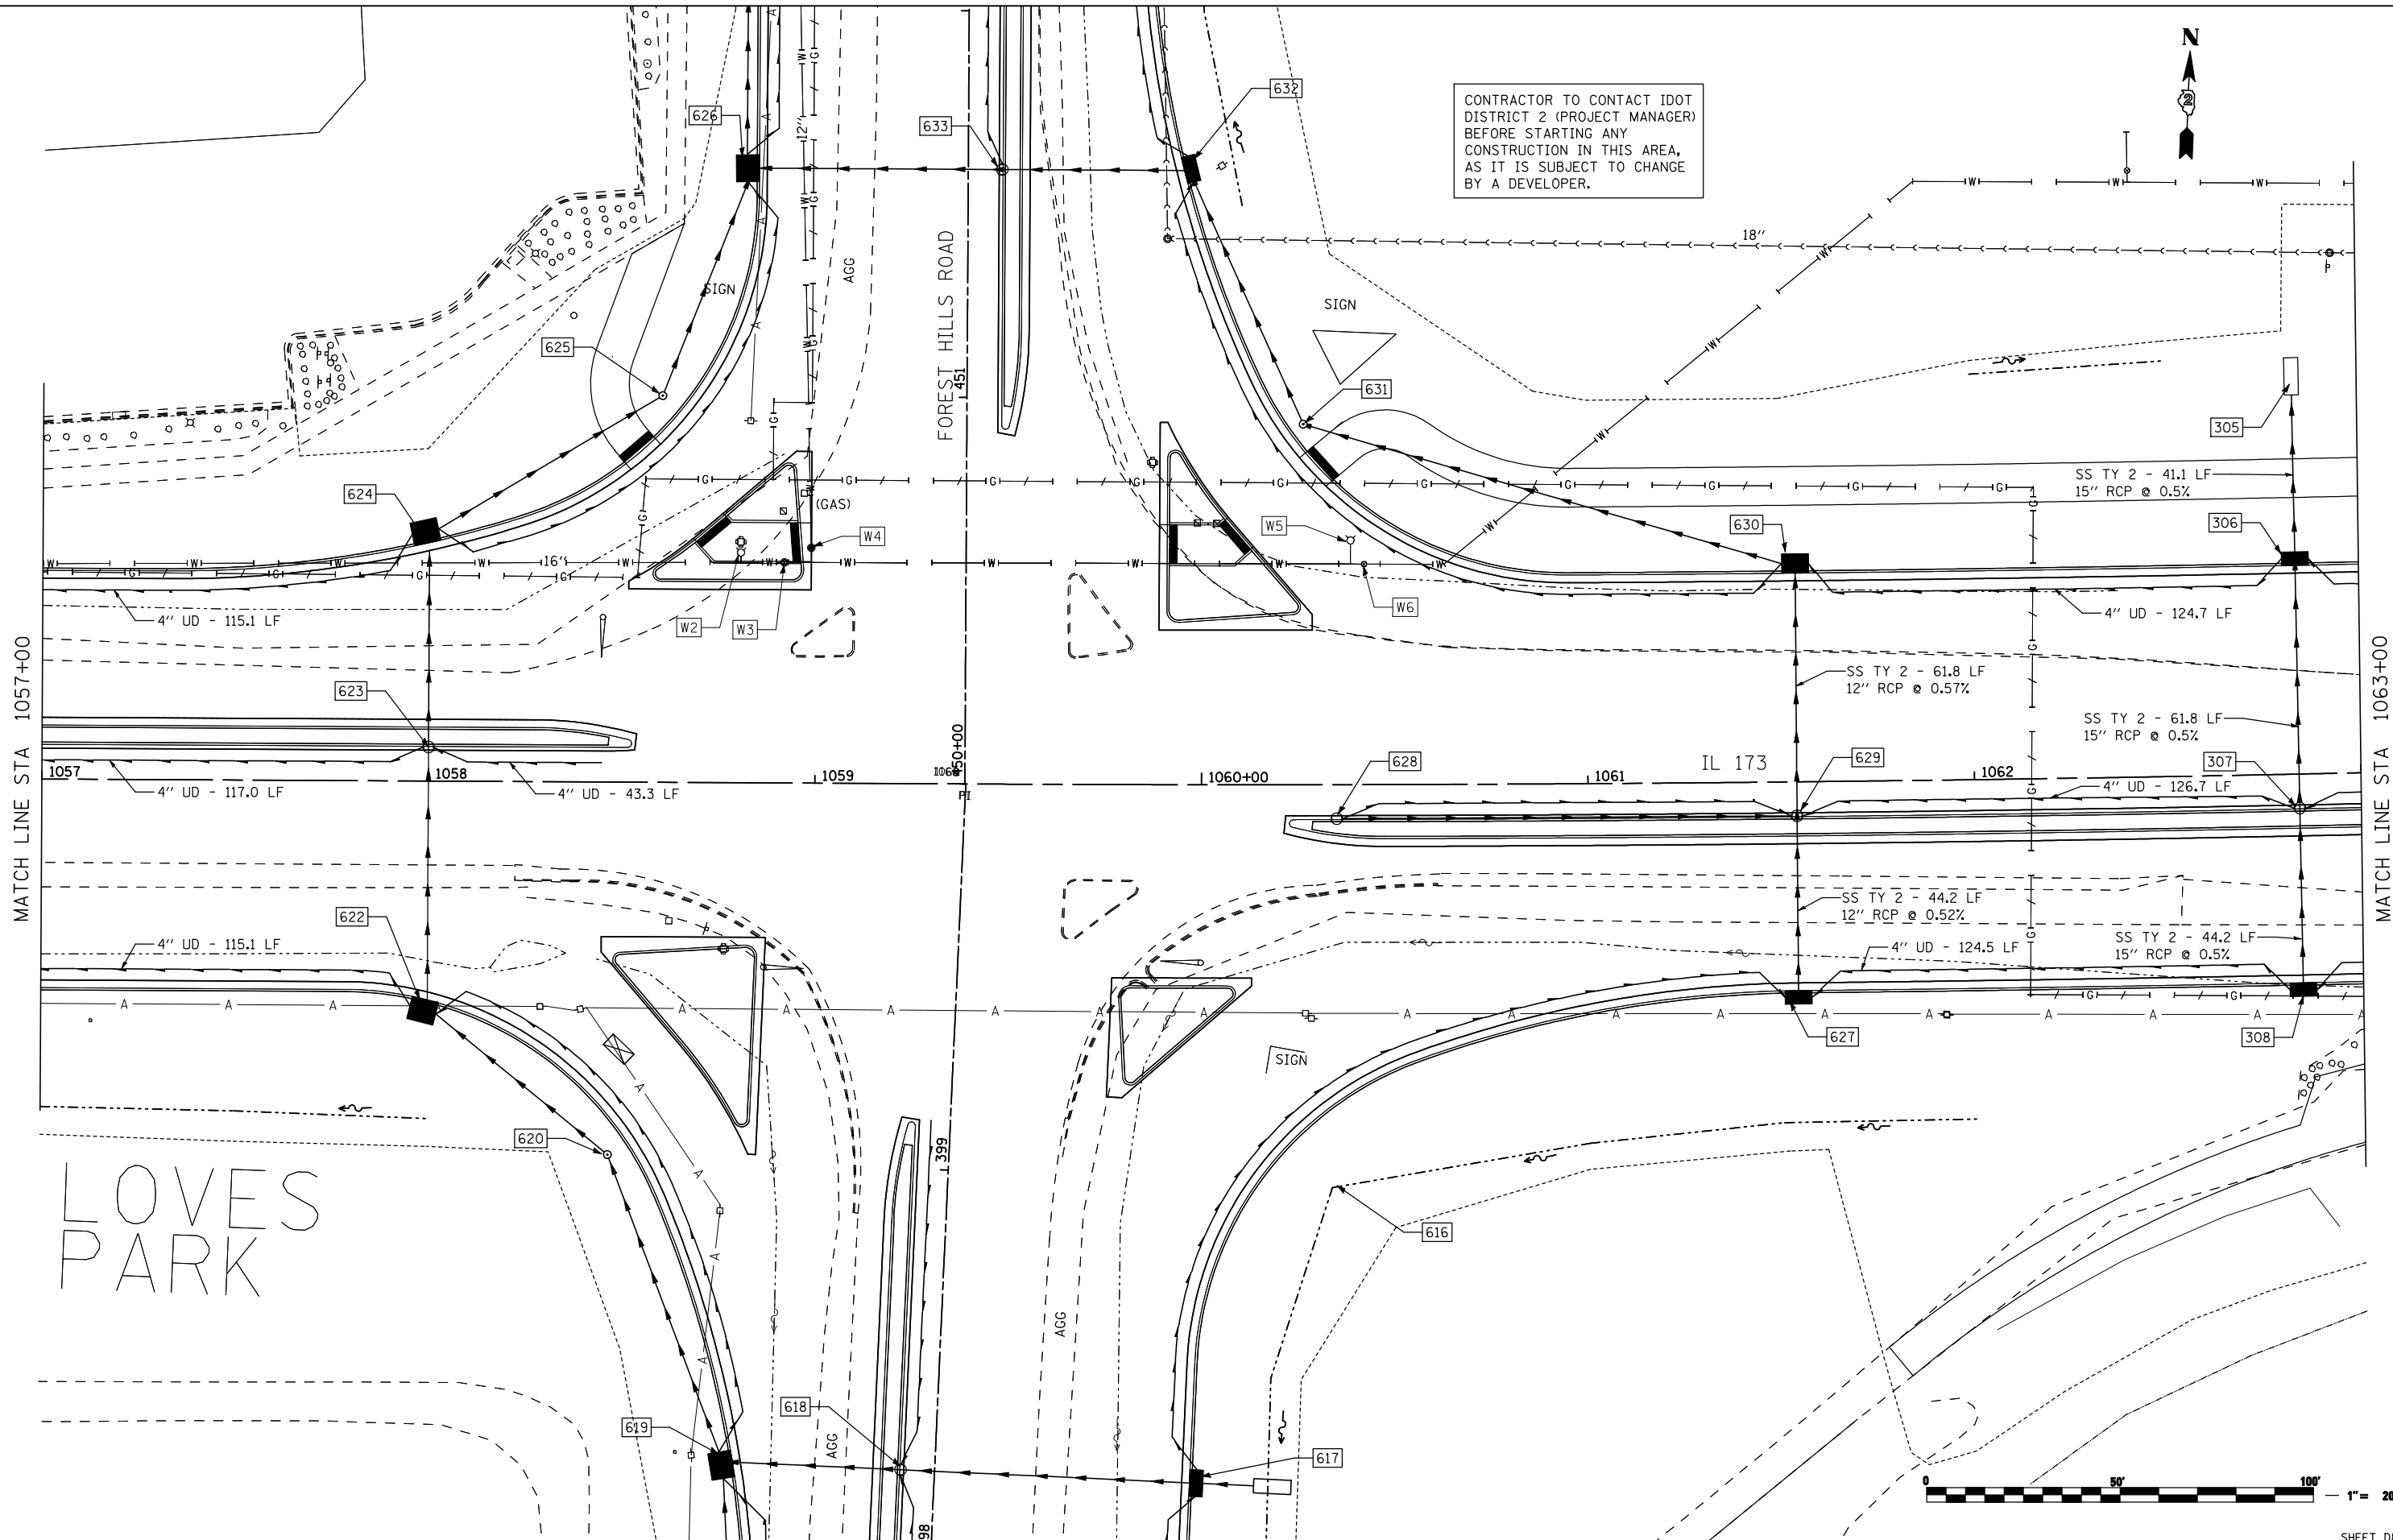 N
2
CONTRACTOR TO CONTACT IDOT
DISTRICT 2 (PROJECT MANAGER)
BEFORE STARTING ANY
CONSTRUCTION IN THIS AREA,
AS IT IS SUBJECT TO CHANGE
BY A DEVELOPER.
626
633
632
12"
AGG
FOREST HILLS ROAD
451
18"
SIGN
SIGN
625
631
305
SS TY 2 - 41.1 LF
15" RCP @ 0.5%
624
(GAS)
W4
W5
630
306
16"
W2
W3
W6
4" UD - 115.1 LF
4" UD - 124.7 LF
623
SS TY 2 - 61.8 LF
12" RCP @ 0.57%
SS TY 2 - 61.8 LF
15" RCP @ 0.5%
MATCH LINE STA 1057+00
MATCH LINE STA 1063+00
1057
1058
1059
1060+00
1061
1062
PI
IL 173
628
629
307
4" UD - 117.0 LF
4" UD - 43.3 LF
4" UD - 126.7 LF
622
SS TY 2 - 44.2 LF
12" RCP @ 0.52%
4" UD - 115.1 LF
4" UD - 124.5 LF
SS TY 2 - 44.2 LF
15" RCP @ 0.5%
627
308
SIGN
620
399
LOVES
PARK
616
AGG
619
618
AGG
617
98
0 50' 100'
1"= 20